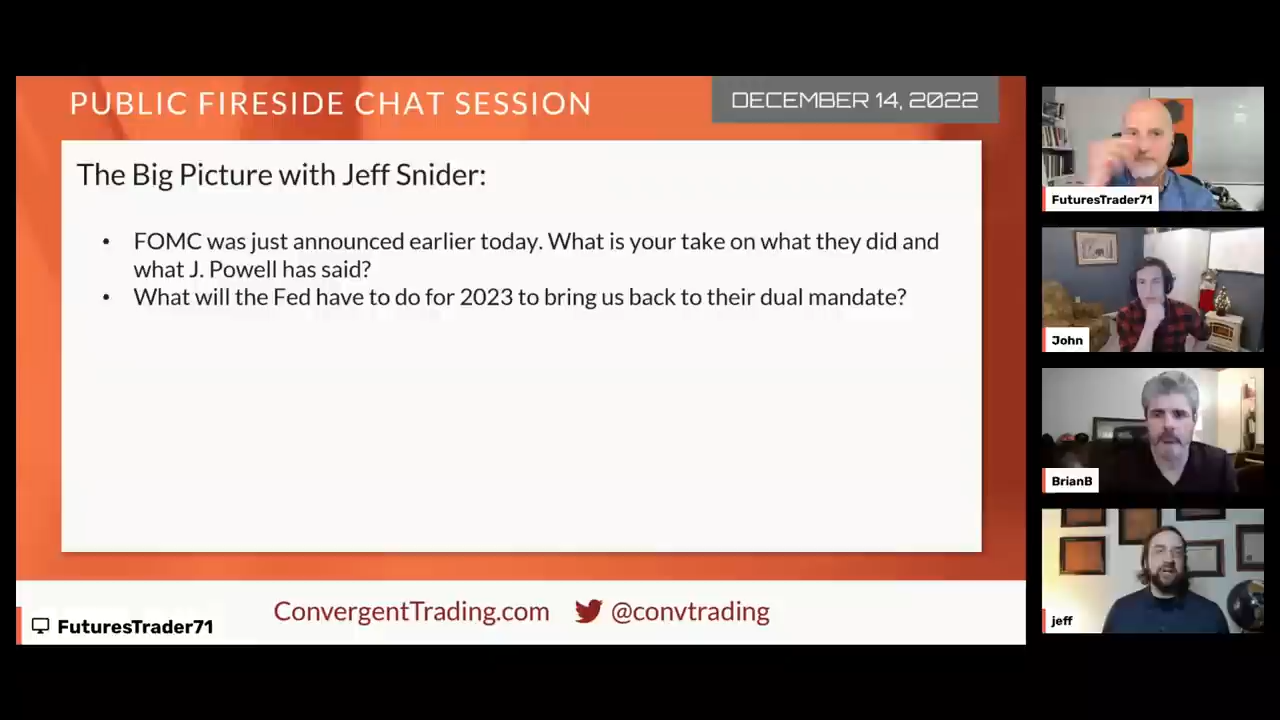 PUBLIC FIRESIDE CHAT SESSION
DECEMBER 14, 2022
The Big Picture with Jeff Snider:
• FOMC was just announced earlier today. What is your take on what they did and
what J. Powell has said?
• What will the Fed have to do for 2023 to bring us back to their dual mandate?
ConvergentTrading.com @convtrading
FuturesTrader71
FuturesTrader71
John
BrianB
jeff